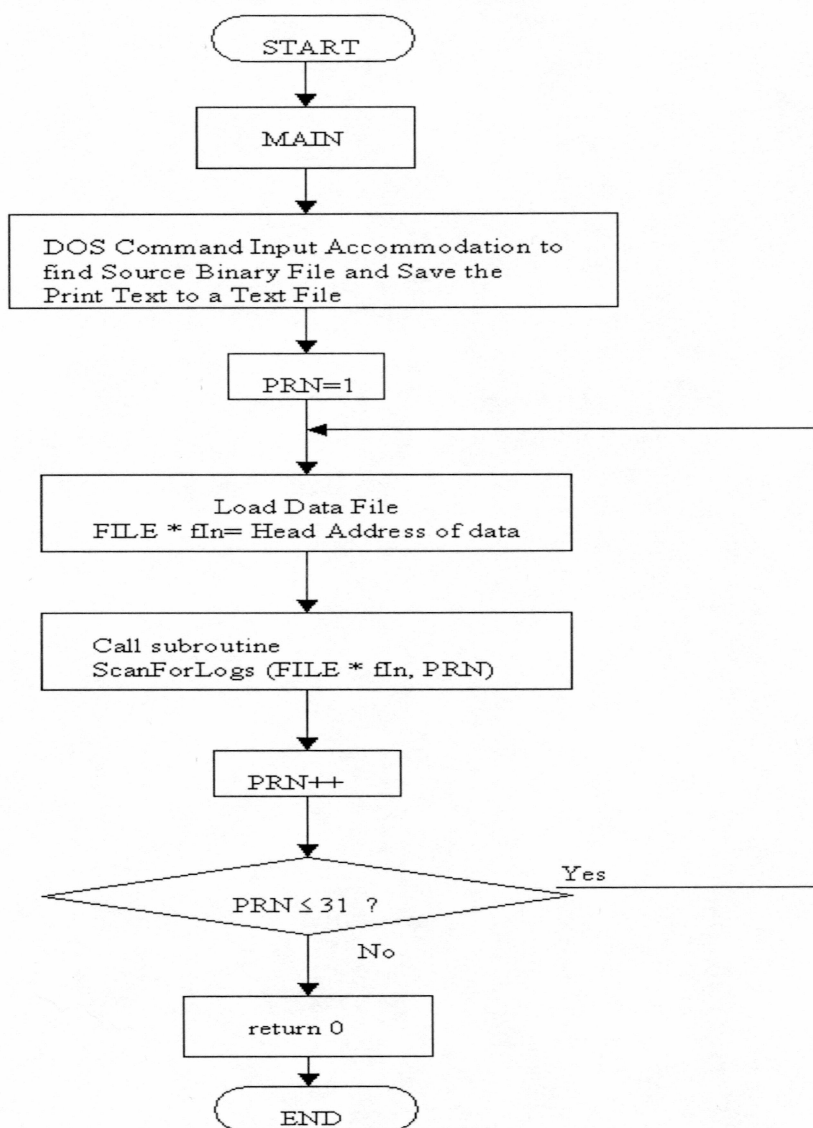 START
MAIN
DOS Command Input Accommodation to
find Source Binary File and Save the
Print Text to a Text File
PRN=1
Load Data File
FILE * fIn= Head Address of data
Call subroutine
ScanForLogs (FILE * fIn, PRN)
PRN++
Yes
PRN ≤ 31 ?
No
return 0
END